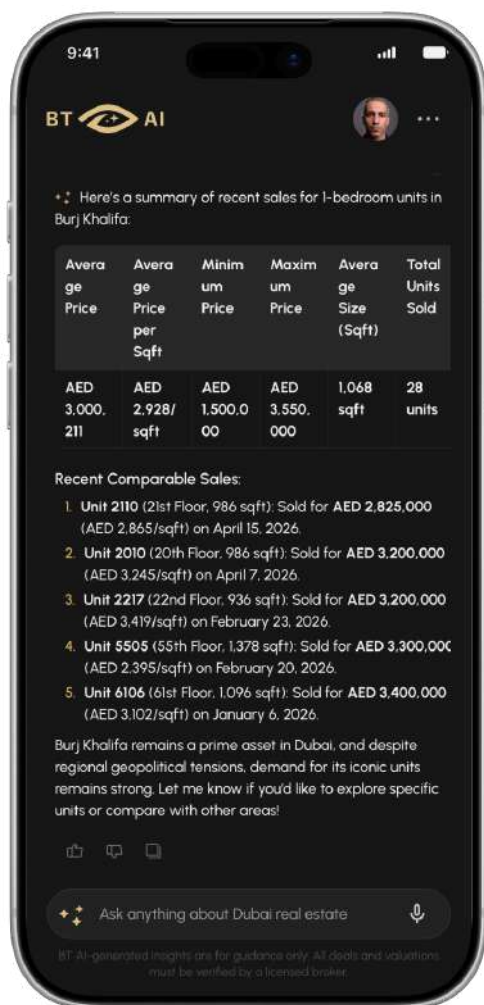 9:41
BT AI
Here's a summary of recent sales for 1-bedroom units in
Burj Khalifa:
Avera
ge
Price
Avera
ge
Price
per
Sqft
Minim
um
Price
Maxim
um
Price
Avera
ge
Size
(Sqft)
Total
Units
Sold
AED
3,000,
211
AED
2,928/
sqft
AED
1,500,0
00
AED
3,550,
000
1,068
sqft
28
units
Recent Comparable Sales:
1. Unit 2110 (21st Floor, 986 sqft): Sold for AED 2,825,000
(AED 2,865/sqft) on April 15, 2026.
2. Unit 2010 (20th Floor, 986 sqft): Sold for AED 3,200,000
(AED 3,245/sqft) on April 7, 2026.
3. Unit 2217 (22nd Floor, 936 sqft): Sold for AED 3,200,000
(AED 3,419/sqft) on February 23, 2026.
4. Unit 5505 (55th Floor, 1,378 sqft): Sold for AED 3,300,000
(AED 2,395/sqft) on February 20, 2026.
5. Unit 6106 (61st Floor, 1,096 sqft): Sold for AED 3,400,000
(AED 3,102/sqft) on January 6, 2026.
Burj Khalifa remains a prime asset in Dubai, and despite
regional geopolitical tensions, demand for its iconic units
remains strong. Let me know if you'd like to explore specific
units or compare with other areas!
Ask anything about Dubai real estate
BT AI-generated insights are for guidance only. All deals and valuations
must be verified by a licensed broker.